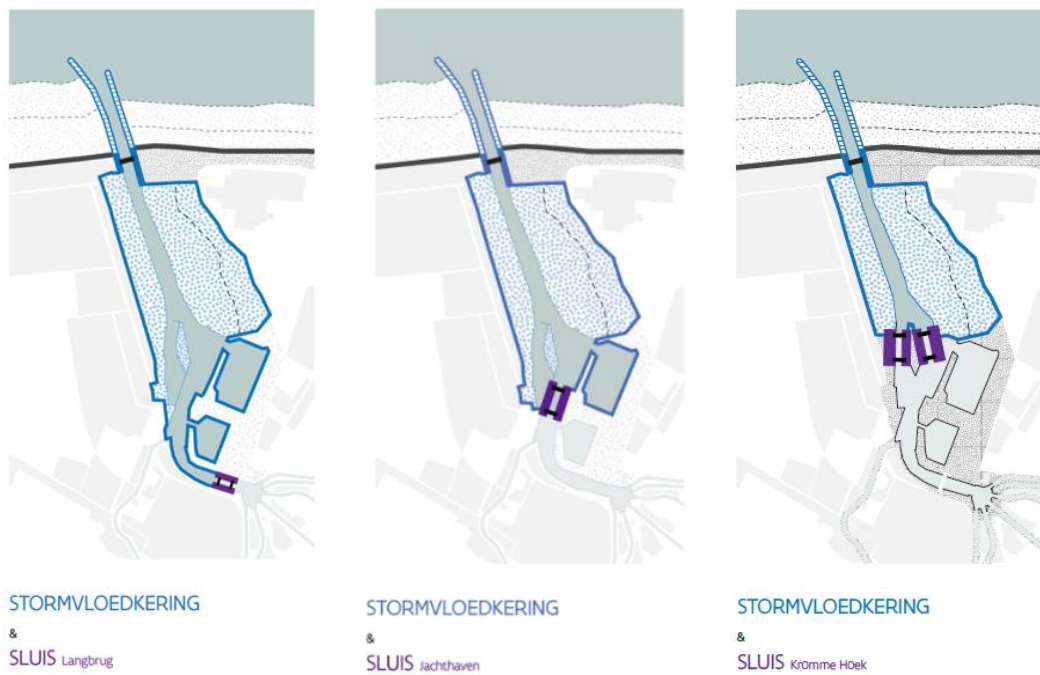 STORMVLOEDKERING
&
SLUIS Langbrug
STORMVLOEDKERING
&
SLUIS Jachthaven
STORMVLOEDKERING
&
SLUIS Kromme Hoek